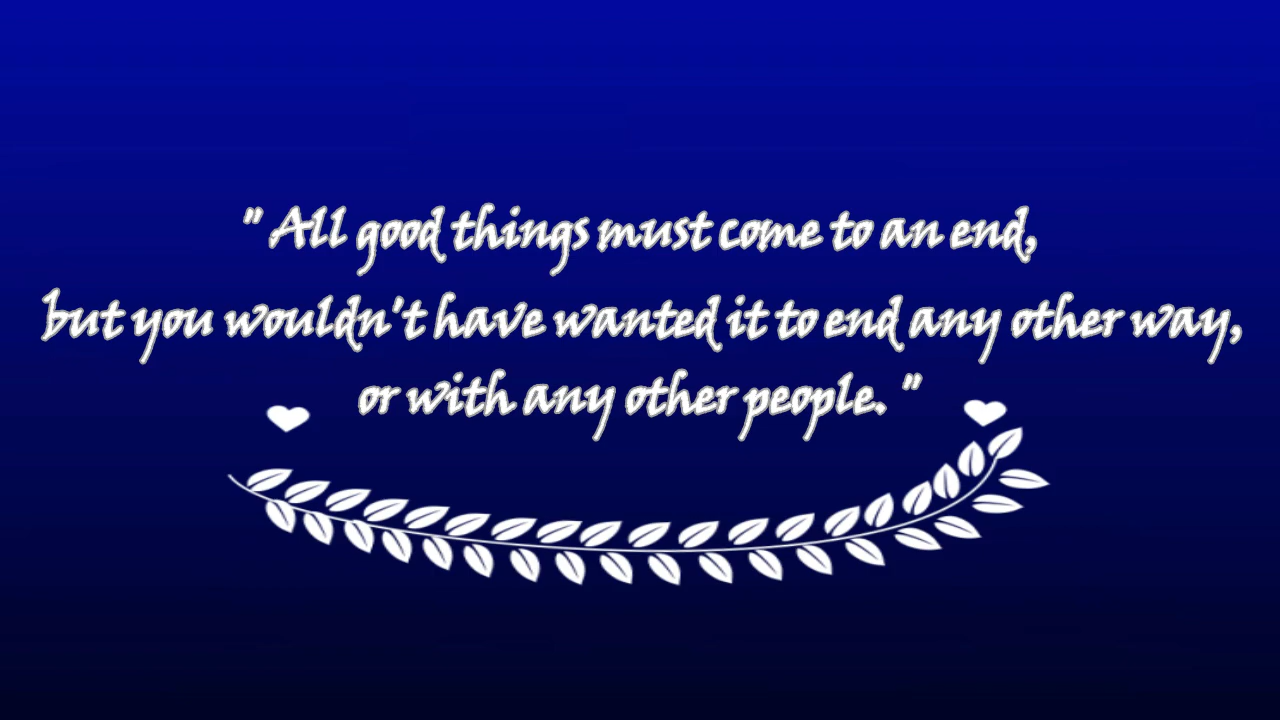 " All good things must come to an end,
but you wouldn't have wanted it to end any other way,
or with any other people. "